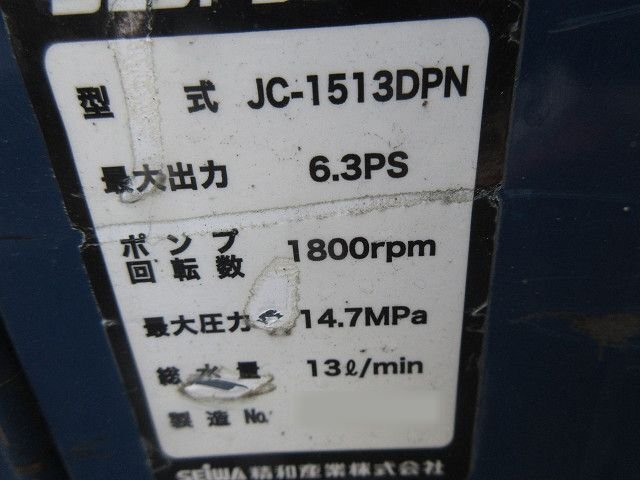 型式 JC-1513DPN
最大出力 6.3PS
ポンプ回転数 1800rpm
最大圧力 14.7MPa
総水量 13ℓ/min
製造 No.
SEIWA 精和産業株式会社